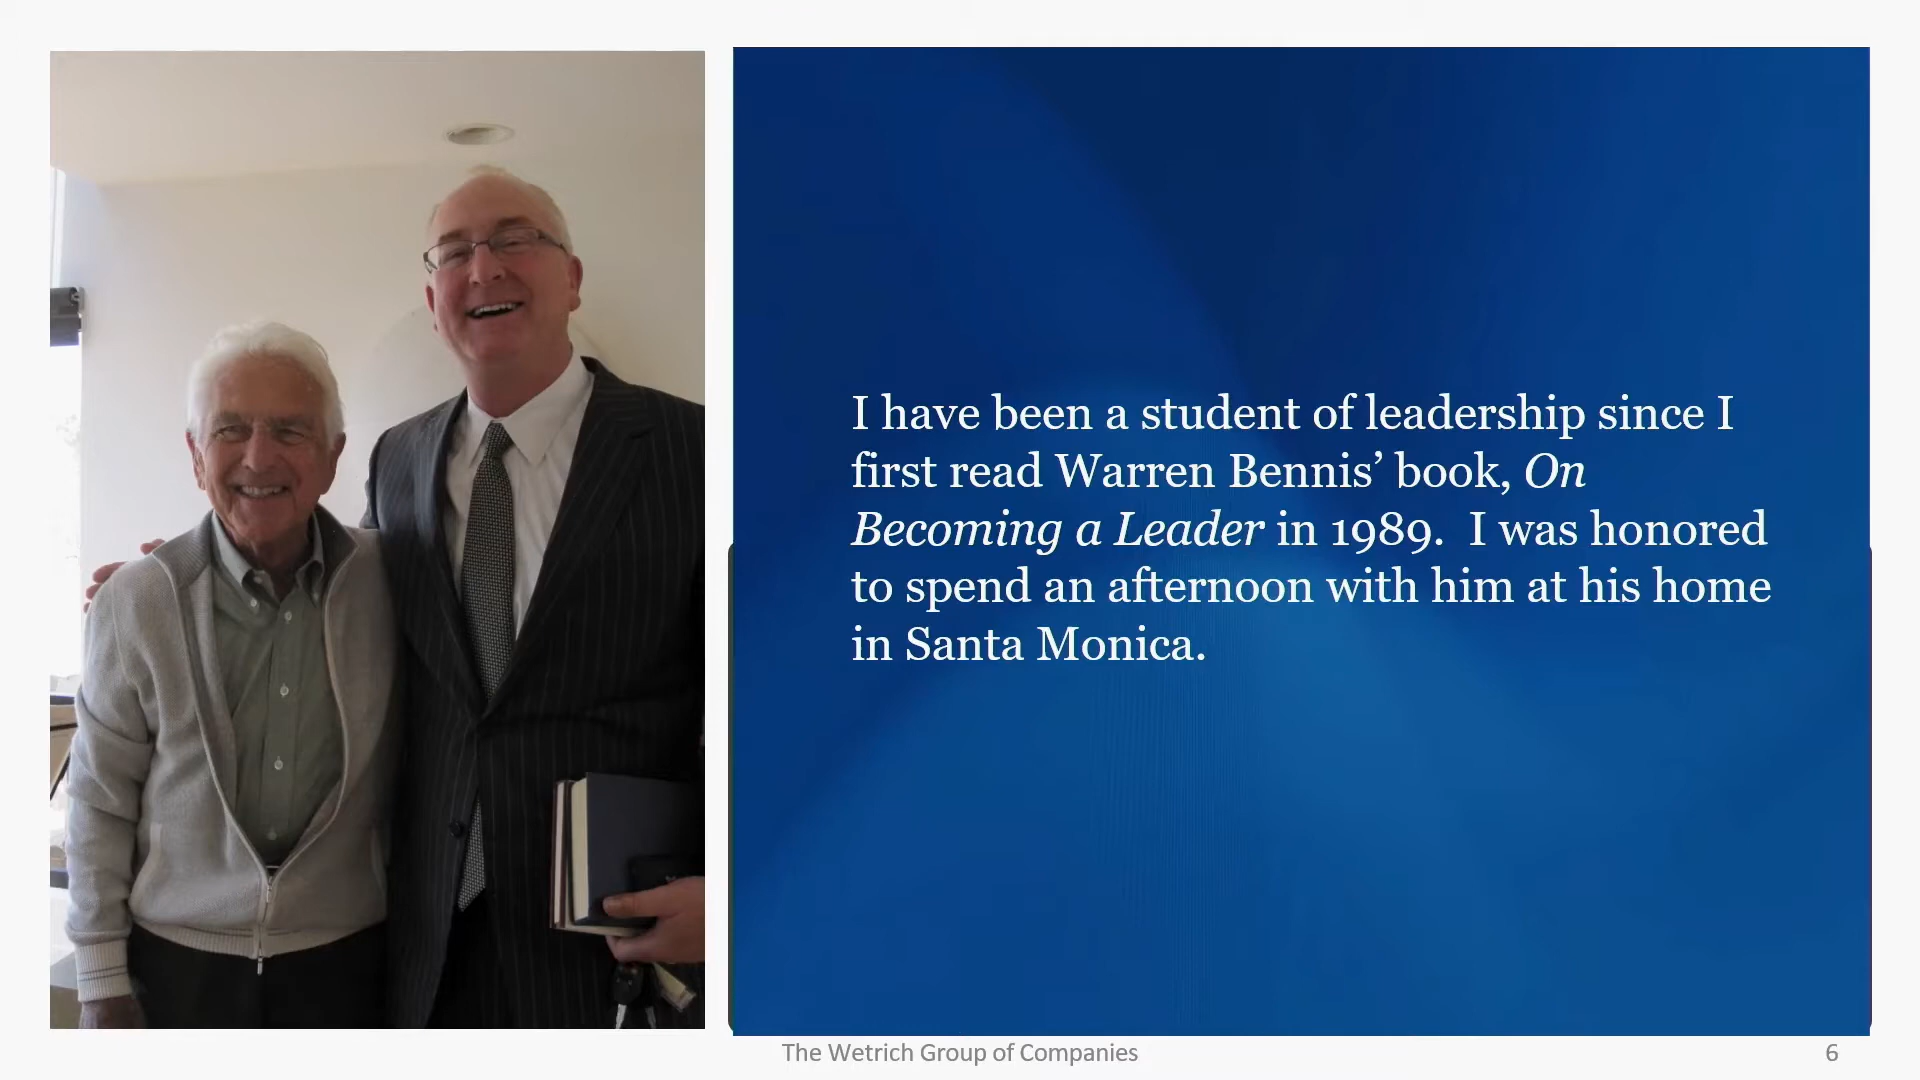 I have been a student of leadership since I
first read Warren Bennis’ book, On
Becoming a Leader in 1989.  I was honored
to spend an afternoon with him at his home
in Santa Monica.
The Wetrich Group of Companies
6